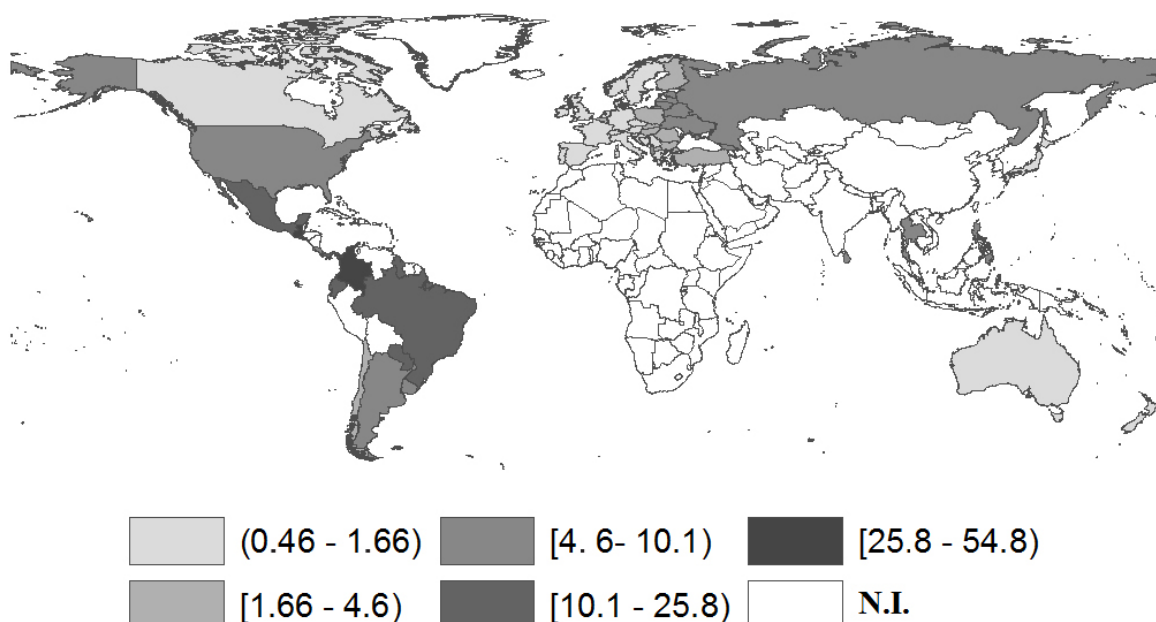 (0.46 - 1.66) [4. 6- 10.1) [25.8 - 54.8)
[1.66 - 4.6) [10.1 - 25.8) N.I.